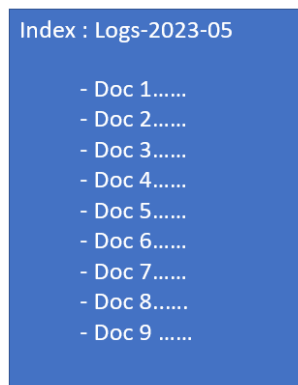 Index : Logs-2023-05
- Doc 1......
- Doc 2......
- Doc 3......
- Doc 4......
- Doc 5......
- Doc 6......
- Doc 7......
- Doc 8......
- Doc 9 ......